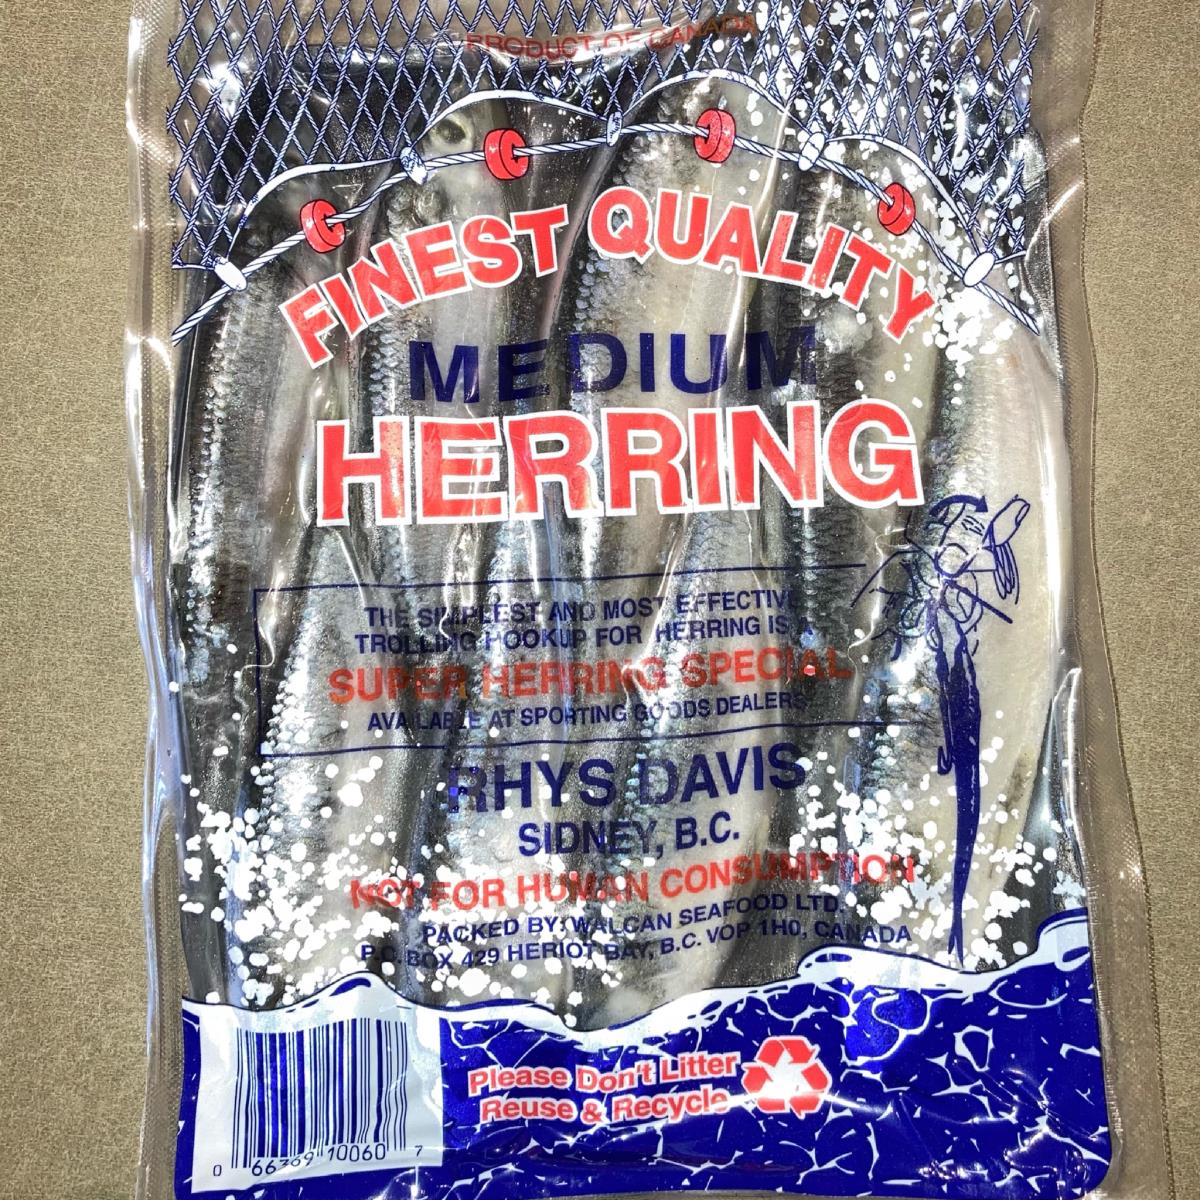 PRODUCT OF CANADA
FINEST QUALITY
MEDIUM
HERRING
THE SIMPLEST AND MOST EFFECTIVE
TROLLING HOOKUP FOR HERRING IS A
SUPER HERRING SPECIAL
AVAILABLE AT SPORTING GOODS DEALERS
RHYS DAVIS
SIDNEY, B.C.
NOT FOR HUMAN CONSUMPTION
PACKED BY: WALCAN SEAFOOD LTD.
P.O. BOX 429 HERIOT BAY, B.C. VOP 1H0, CANADA
Please Don't Litter
Reuse & Recycle
0 66369 10060 7